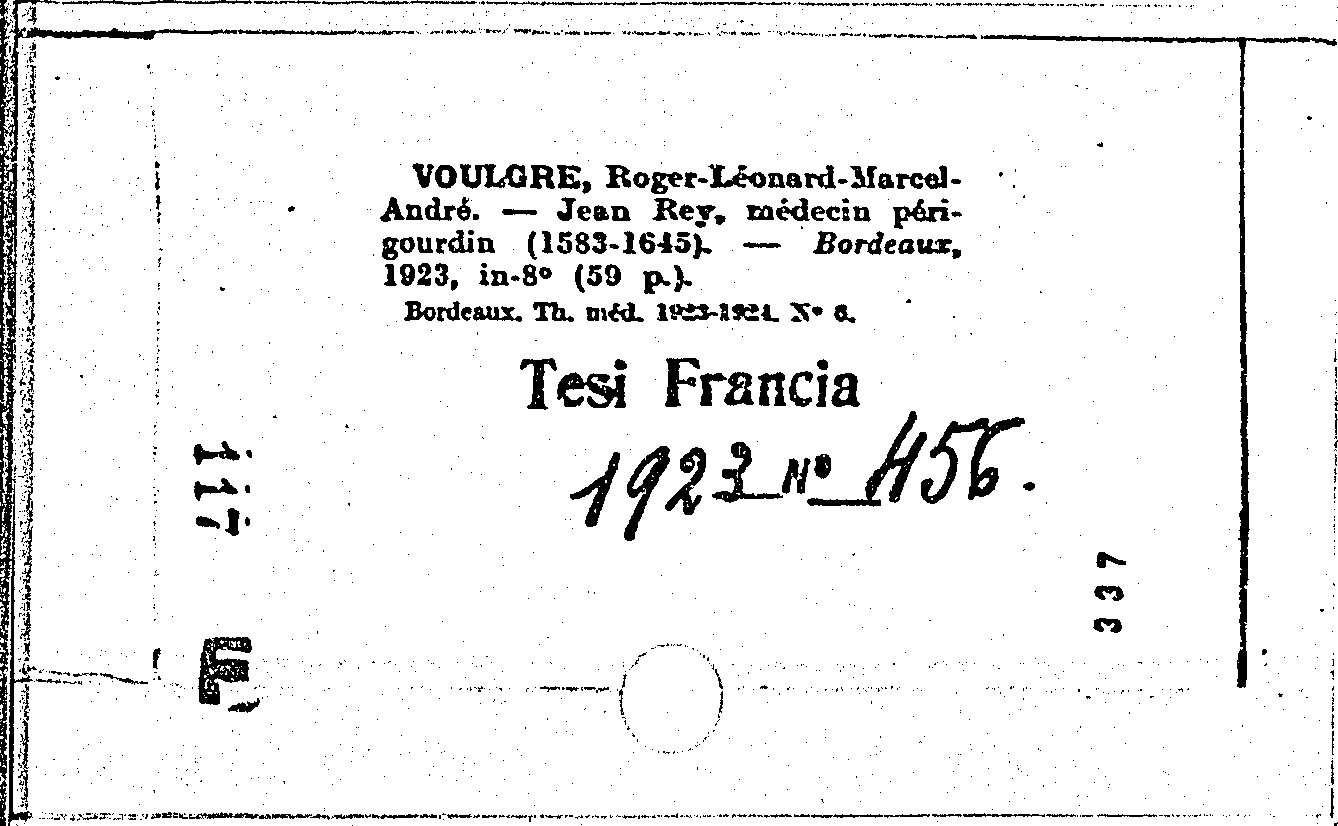 VOULGRE, Roger-Léonard-Marcel-
André. — Jean Rey, médecin péri-
gourdin (1583-1645). — Bordeaux,
1923, in-8° (59 p.).
Bordeaux. Th. méd. 1923-1924. N° 6.
Tesi Francia
1923 N° 456.
337
F